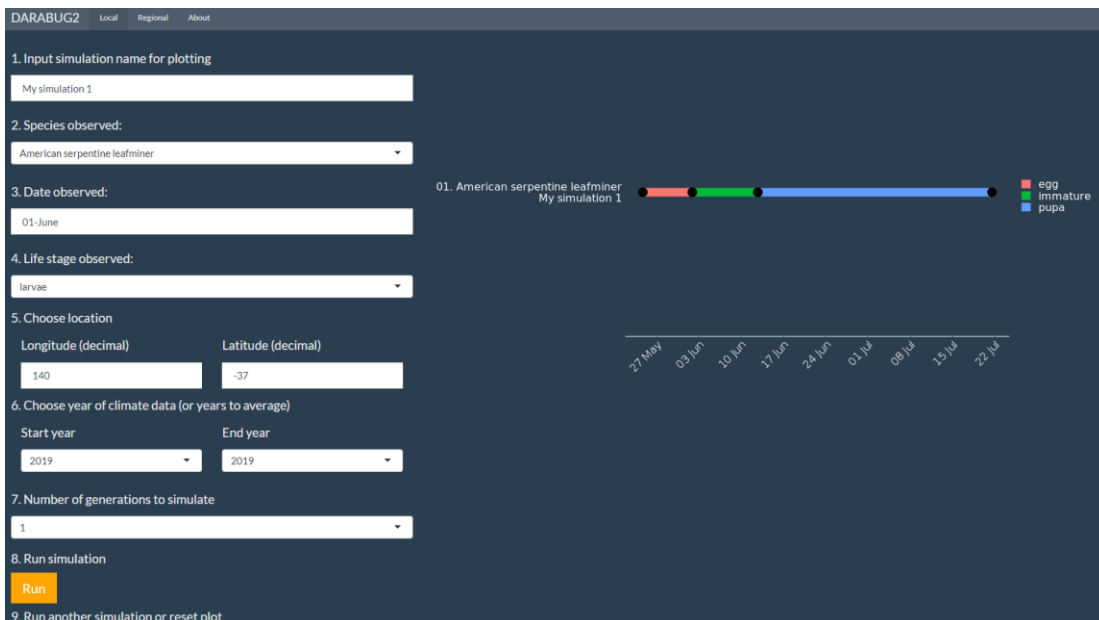 DARABUG2 Local Regional About
1. Input simulation name for plotting
My simulation 1
2. Species observed:
American serpentine leafminer
3. Date observed:
01-June
4. Life stage observed:
larvae
5. Choose location
Longitude (decimal) Latitude (decimal)
140 -37
6. Choose year of climate data (or years to average)
Start year End year
2019 2019
7. Number of generations to simulate
1
8. Run simulation
Run
9. Run another simulation or reset plot
01. American serpentine leafminer
My simulation 1
egg
immature
pupa
27 May 03 Jun 10 Jun 17 Jun 24 Jun 01 Jul 08 Jul 15 Jul 22 Jul